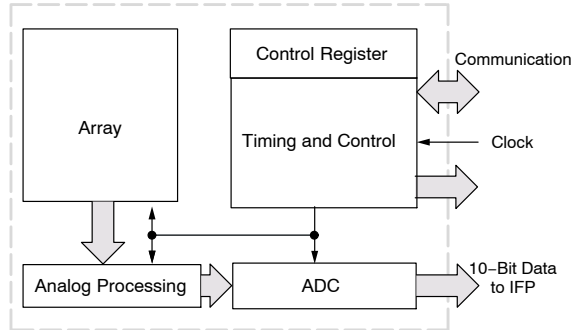 Control Register
Communication
Array
Timing and Control
Clock
Analog Processing
ADC
10−Bit Data
to IFP